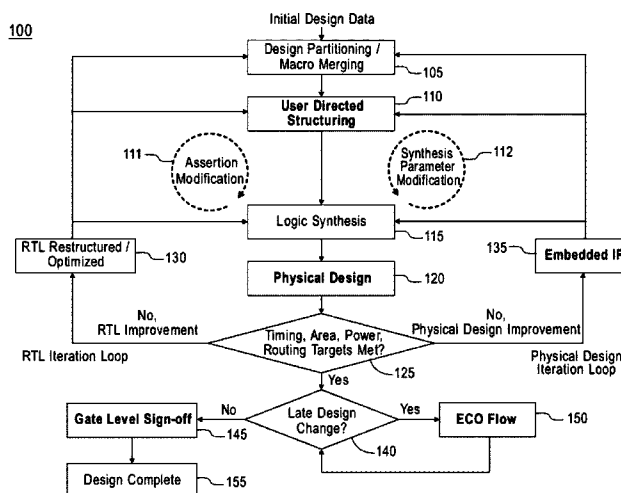 100
Initial Design Data
Design Partitioning /
Macro Merging
105
User Directed
Structuring
110
111
Assertion
Modification
Synthesis
Parameter
Modification
112
Logic Synthesis
115
RTL Restructured /
Optimized
130
135
Embedded IP
Physical Design
120
No,
RTL Improvement
No,
Physical Design Improvement
RTL Iteration Loop
Timing, Area, Power,
Routing Targets Met?
125
Physical Design
Iteration Loop
Yes
No
Late Design
Change?
140
Yes
Gate Level Sign-off
145
ECO Flow
150
Design Complete
155